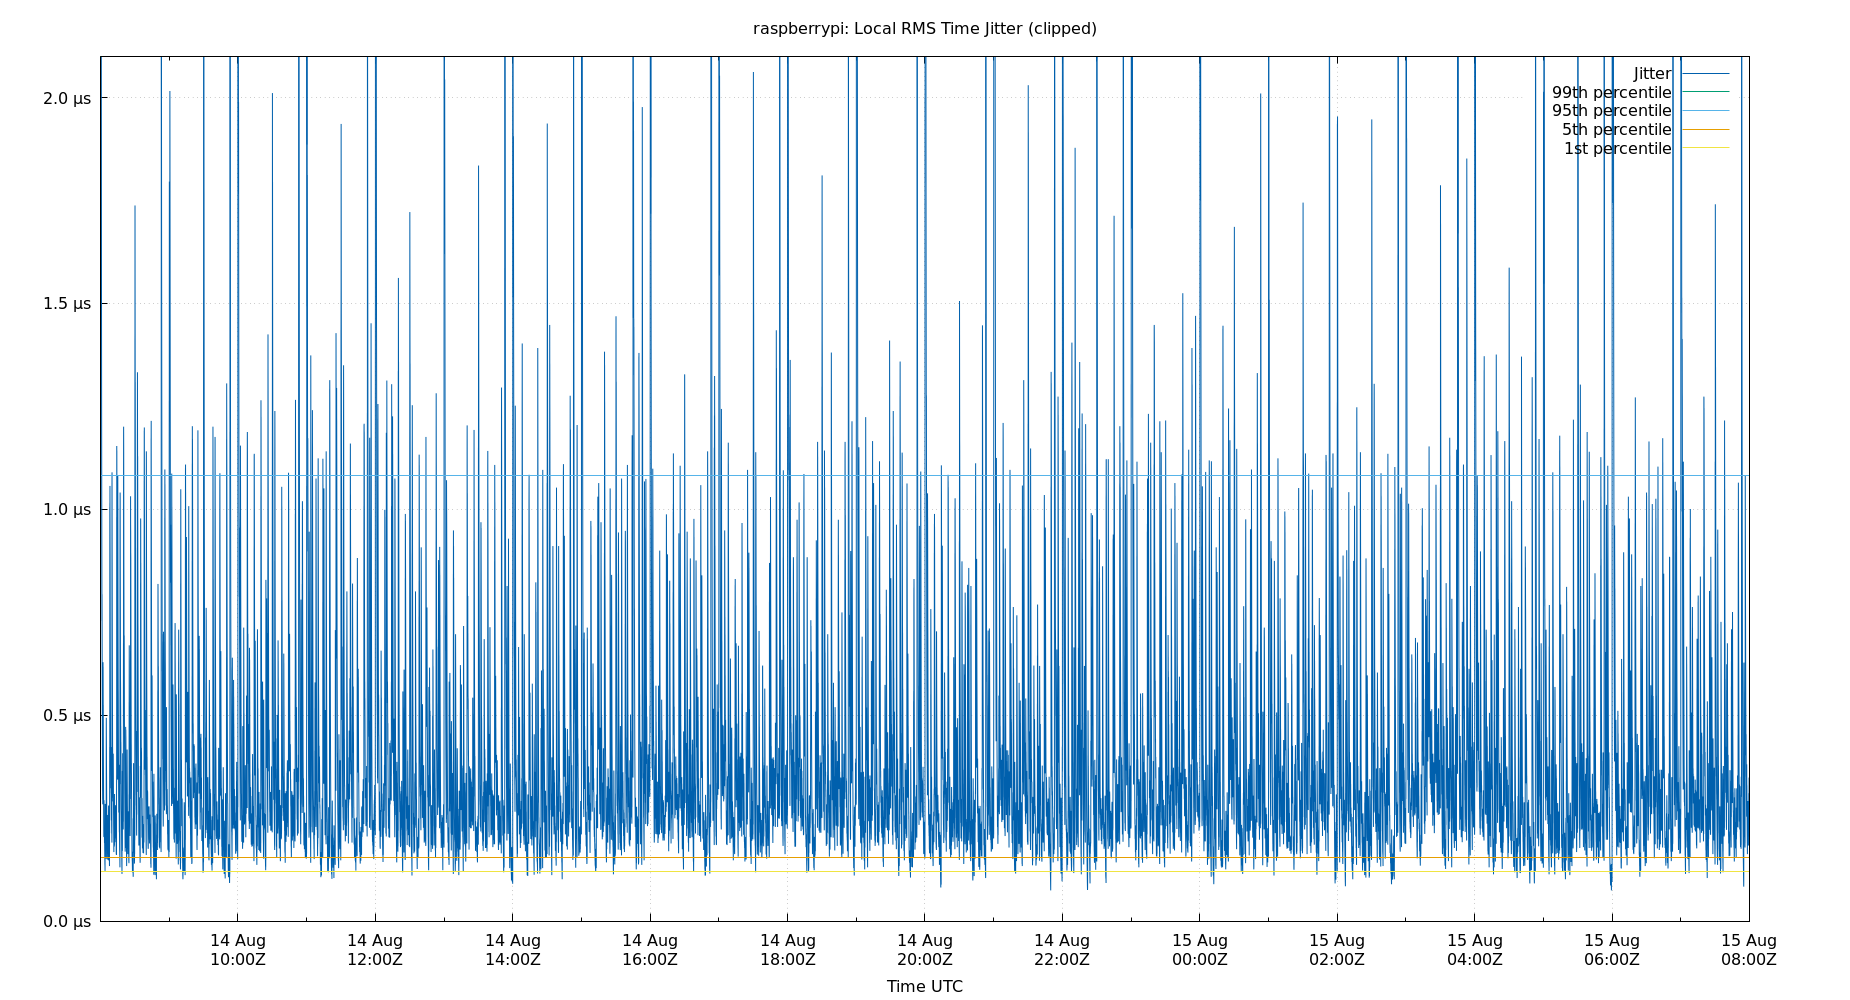 raspberrypi: Local RMS Time Jitter (clipped)
Jitter
99th percentile
95th percentile
5th percentile
1st percentile
2.0 µs
1.5 µs
1.0 µs
0.5 µs
0.0 µs
14 Aug 14 Aug 14 Aug 14 Aug 14 Aug 14 Aug 14 Aug 15 Aug 15 Aug 15 Aug 15 Aug 15 Aug
10:00Z 12:00Z 14:00Z 16:00Z 18:00Z 20:00Z 22:00Z 00:00Z 02:00Z 04:00Z 06:00Z 08:00Z
Time UTC